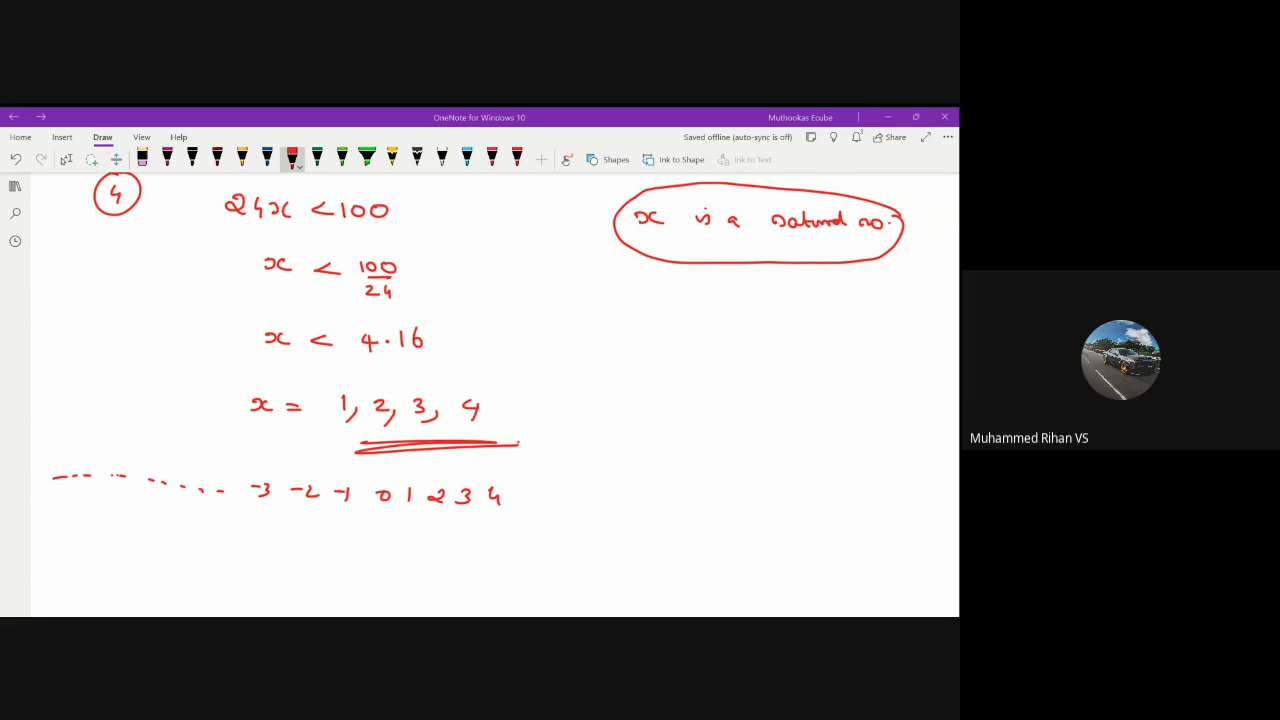 OneNote for Windows 10
Muthookas Ecube
Home Insert Draw View Help
Saved offline (auto-sync is off)
3
Share
Shapes
Ink to Shape
Ink to Text
4
24x < 100
x is a natural no.
x < 100
24
x < 4.16
x = 1, 2, 3, 4
-3 -2 -1 0 1 2 3 4
Muhammed Rihan VS